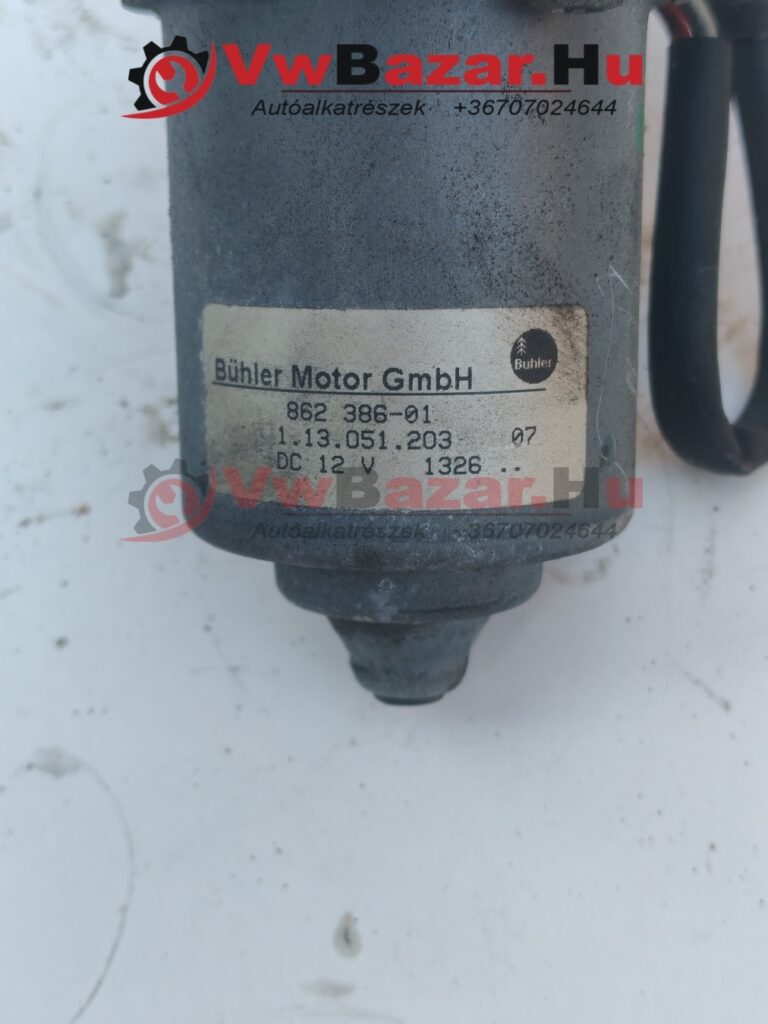 VwBazar.Hu
Autóalkatrészek +36707024644
Bühler
Bühler Motor GmbH
862 386-01
1.13.051.203 07
DC 12 V 1326 ..
VwBazar.Hu
Autóalkatrészek +36707024644